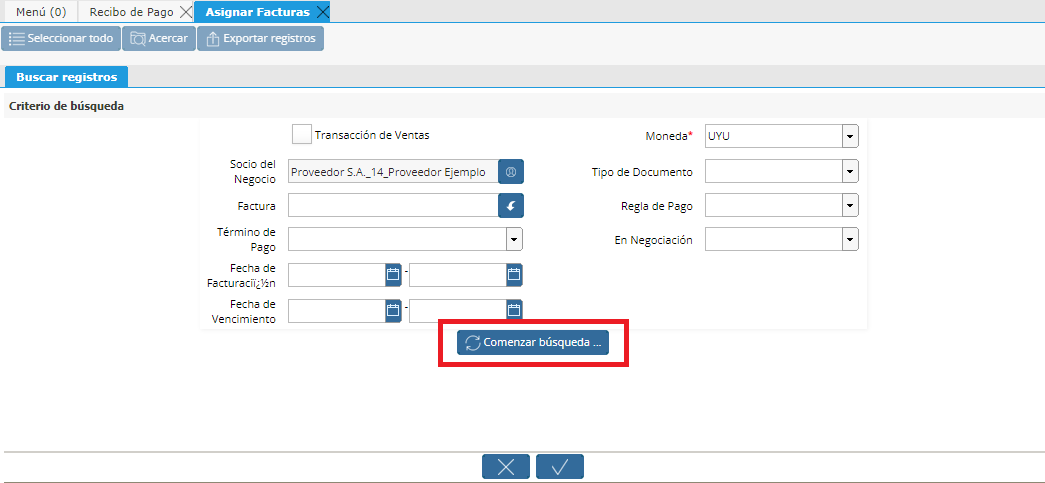 Menú (0) Recibo de Pago Asignar Facturas
Seleccionar todo Acercar Exportar registros
Buscar registros
Criterio de búsqueda
Transacción de Ventas Moneda* UYU
Socio del
Negocio Proveedor S.A._14_Proveedor Ejemplo Tipo de Documento
Factura Regla de Pago
Término de
Pago En Negociación
Fecha de
Facturaciï¿½n -
Fecha de
Vencimiento -
Comenzar búsqueda ...